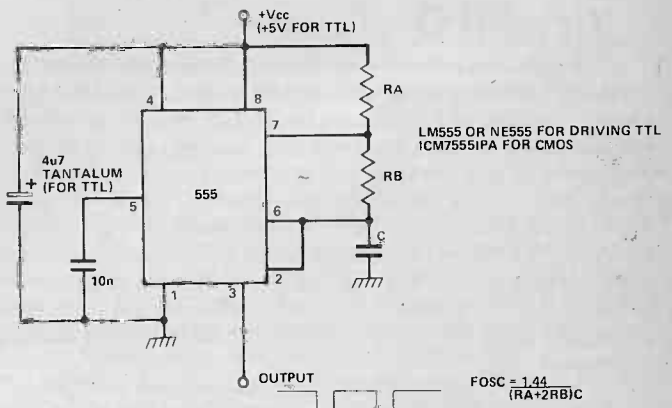 +Vcc
(+5V FOR TTL)
RA
4
8
7
LM555 OR NE555 FOR DRIVING TTL
ICM7555IPA FOR CMOS
4u7
TANTALUM
(FOR TTL)
RB
5
555
6
C
2
10n
1
3
OUTPUT
FOSC = 1.44
(RA+2RB)C